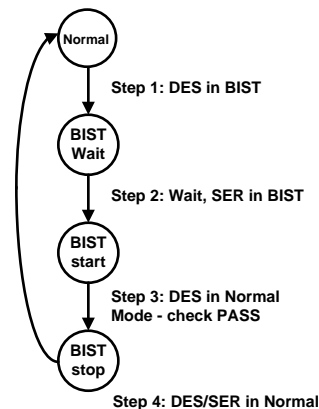 Normal
Step 1: DES in BIST
BIST
Wait
Step 2: Wait, SER in BIST
BIST
start
Step 3: DES in Normal
Mode - check PASS
BIST
stop
Step 4: DES/SER in Normal